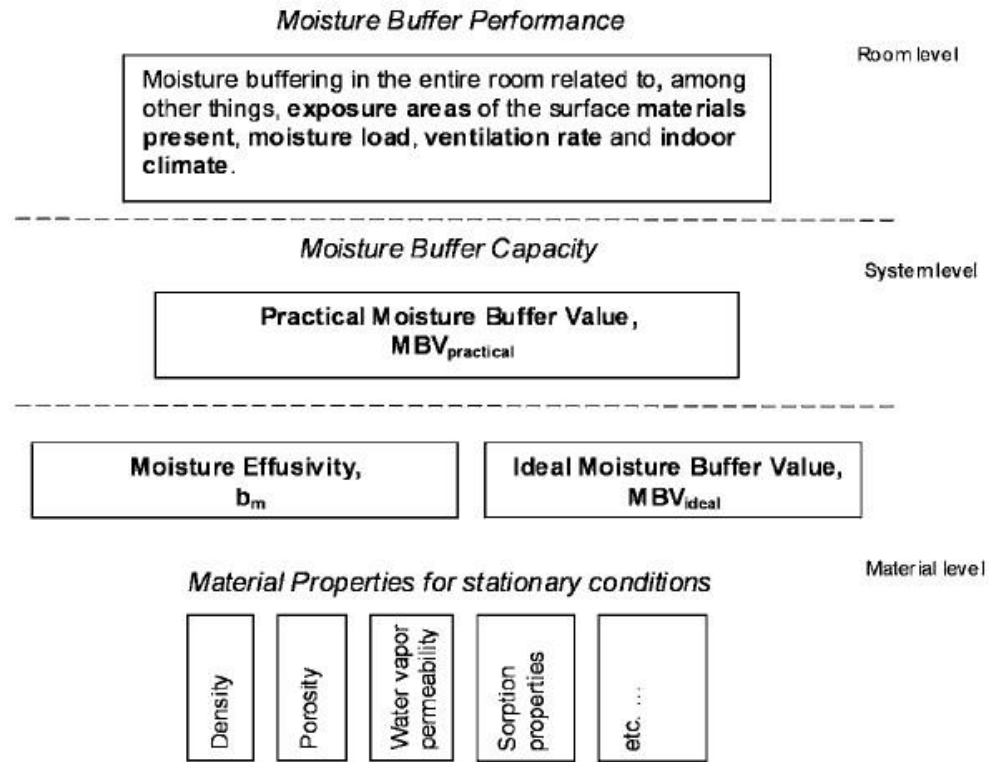 Moisture Buffer Performance
Room level
Moisture buffering in the entire room related to, among
other things, exposure areas of the surface materials
present, moisture load, ventilation rate and indoor
climate.
Moisture Buffer Capacity
System level
Practical Moisture Buffer Value,
MBVpractical
Moisture Effusivity,
bm
Ideal Moisture Buffer Value,
MBVideal
Material level
Material Properties for stationary conditions
Density
Porosity
Water vapor
permeability
Sorption
properties
etc. ...